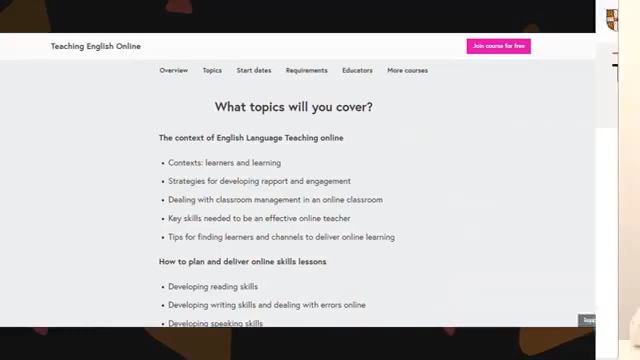 Teaching English Online
Join course for free
Overview Topics Start dates Requirements Educators More courses
What topics will you cover?
The context of English Language Teaching online
• Contexts: learners and learning
• Strategies for developing rapport and engagement
• Dealing with classroom management in an online classroom
• Key skills needed to be an effective online teacher
• Tips for finding learners and channels to deliver online learning
How to plan and deliver online skills lessons
• Developing reading skills
• Developing writing skills and dealing with errors online
• Developing speaking skills